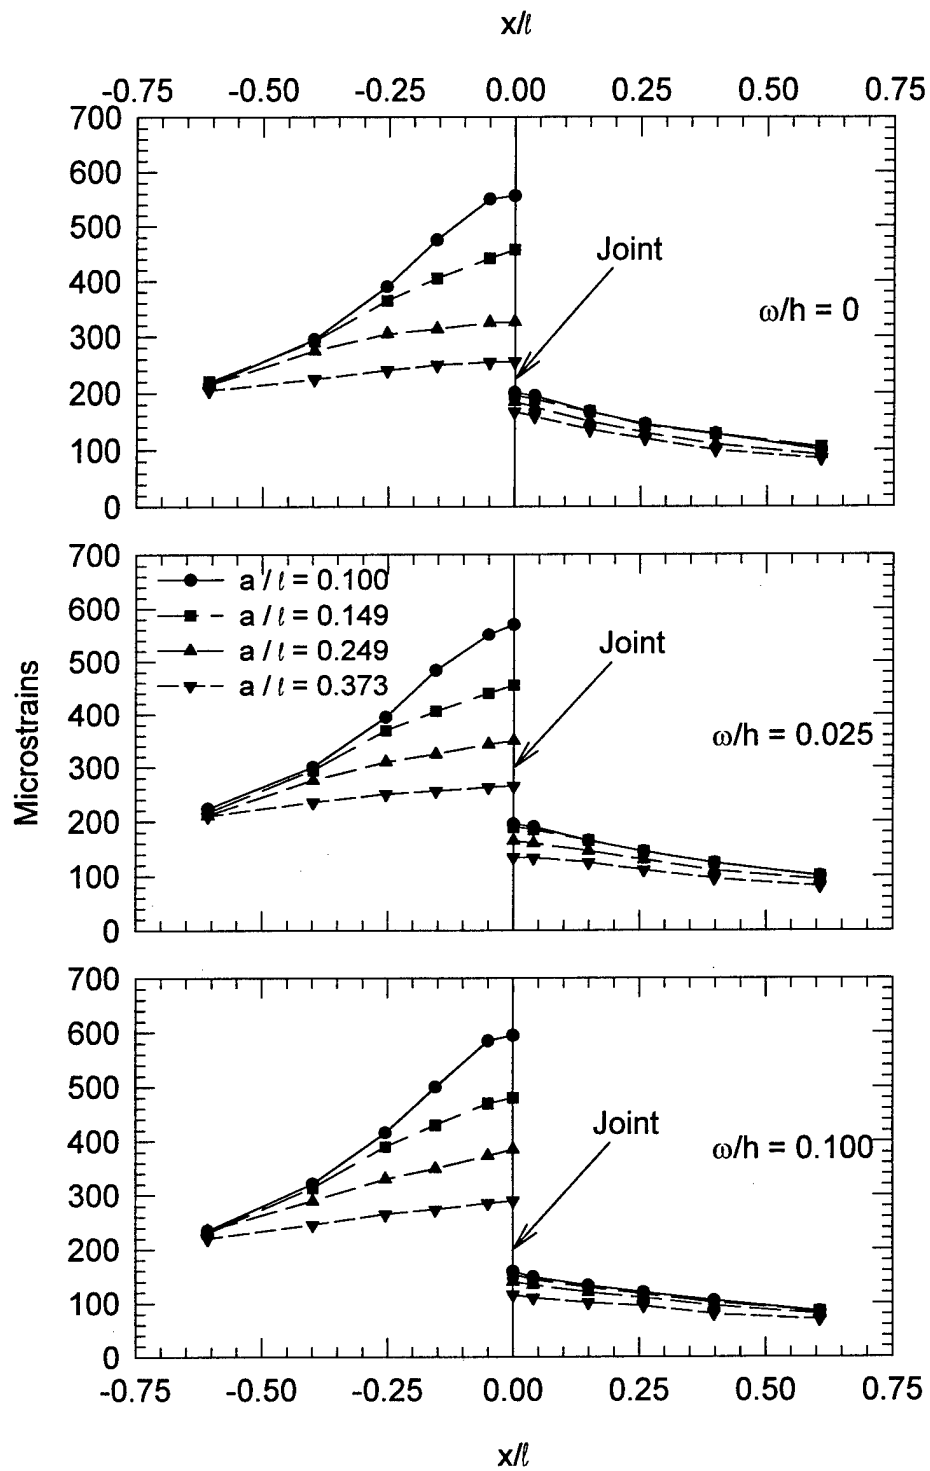 x/ℓ
-0.75 -0.50 -0.25 0.00 0.25 0.50 0.75
700
600
500
400
300
200
100
0
Joint
ω/h = 0
700
600
500
400
300
200
100
0
a / ℓ = 0.100
a / ℓ = 0.149
a / ℓ = 0.249
a / ℓ = 0.373
Joint
ω/h = 0.025
Microstrains
700
600
500
400
300
200
100
0
Joint
ω/h = 0.100
-0.75 -0.50 -0.25 0.00 0.25 0.50 0.75
x/ℓ